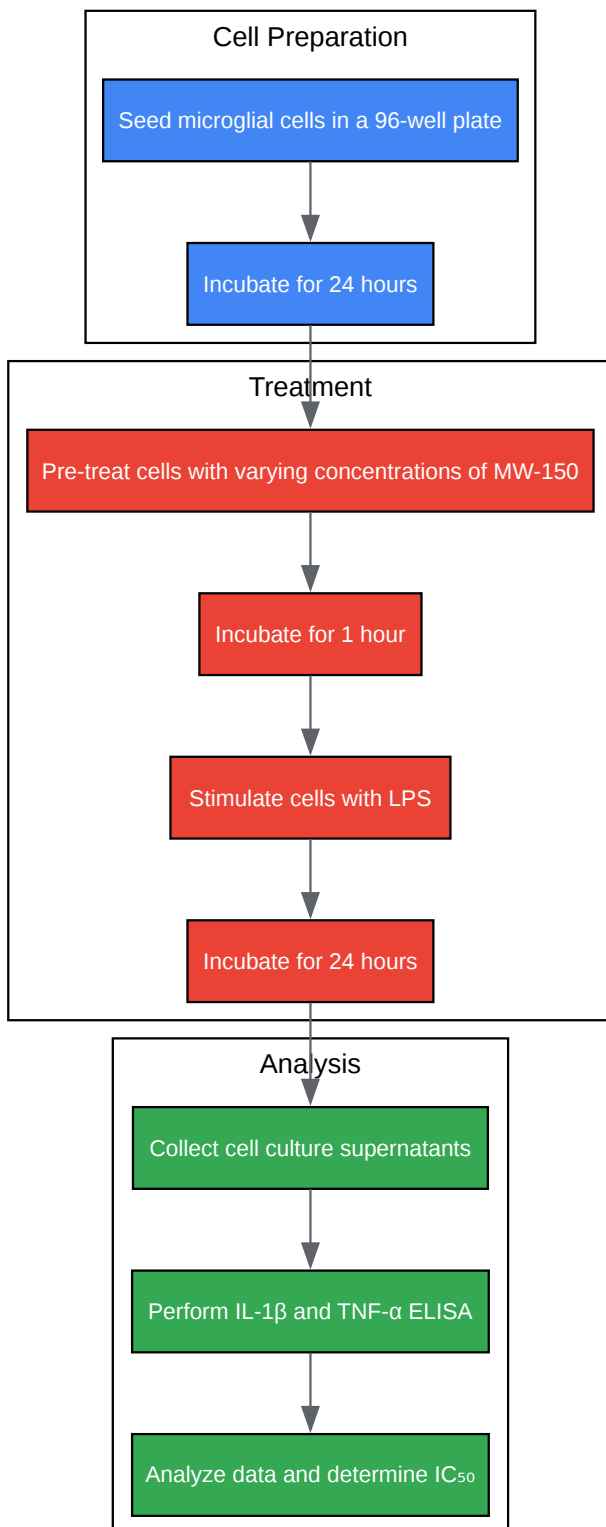 Cell Preparation
Seed microglial cells in a 96-well plate
Incubate for 24 hours
Treatment
Pre-treat cells with varying concentrations of MW-150
Incubate for 1 hour
Stimulate cells with LPS
Incubate for 24 hours
Analysis
Collect cell culture supernatants
Perform IL-1β and TNF-α ELISA
Analyze data and determine IC₅₀